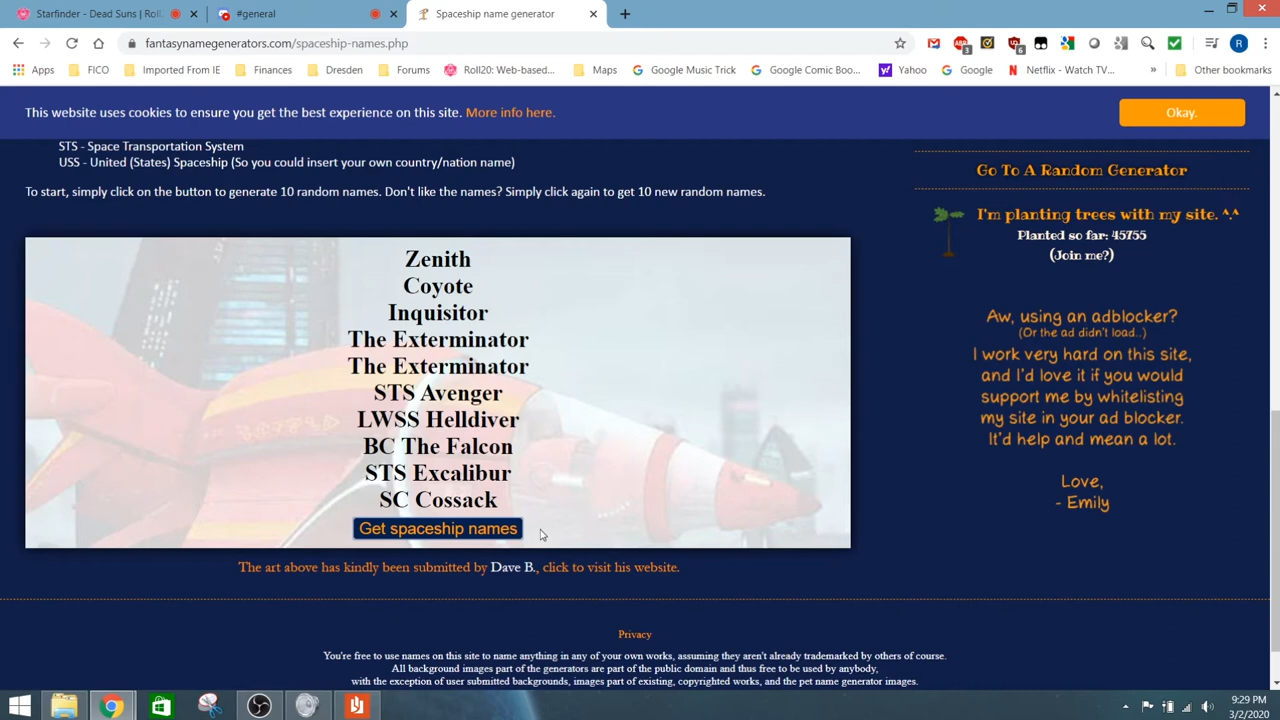 Starfinder - Dead Suns | Roll
#general
Spaceship name generator
fantasynamegenerators.com/spaceship-names.php
3
6
R
Apps
FICO
Imported From IE
Finances
Dresden
Forums
Roll20: Web-based...
Maps
Google Music Trick
Google Comic Boo...
Yahoo
Google
Netflix - Watch TV...
»
Other bookmarks
This website uses cookies to ensure you get the best experience on this site. More info here.
Okay.
STS - Space Transportation System
USS - United (States) Spaceship (So you could insert your own country/nation name)
To start, simply click on the button to generate 10 random names. Don't like the names? Simply click again to get 10 new random names.
Zenith
Coyote
Inquisitor
The Exterminator
The Exterminator
STS Avenger
LWSS Helldiver
BC The Falcon
STS Excalibur
SC Cossack
Get spaceship names
The art above has kindly been submitted by Dave B., click to visit his website.
Go To A Random Generator
I'm planting trees with my site. ^.^
Planted so far: 45755
(Join me?)
Aw, using an adblocker?
(Or the ad didn't load..)
I work very hard on this site,
and I'd love it if you would
support me by whitelisting
my site in your ad blocker.
It'd help and mean a lot.
Love,
- Emily
Privacy
You're free to use names on this site to name anything in any of your own works, assuming they aren't already trademarked by others of course.
All background images part of the generators are part of the public domain and thus free to be used by anybody,
with the exception of user submitted backgrounds, images part of existing, copyrighted works, and the pet name generator images.
9:29 PM
3/2/2020